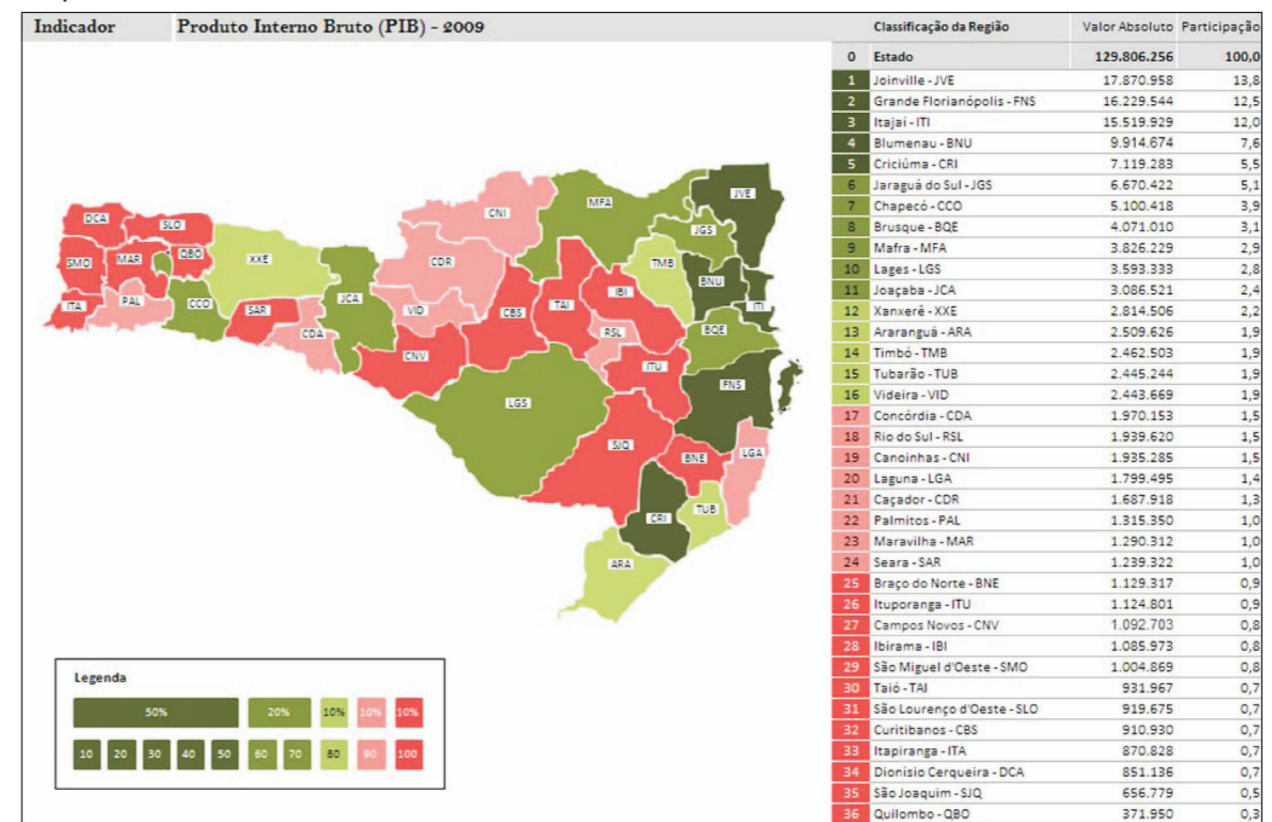 Indicador Produto Interno Bruto (PIB) - 2009
Classificação da Região Valor Absoluto Participação
0 Estado 129.806.256 100,0
1 Joinville - JVE 17.870.958 13,8
2 Grande Florianópolis - FNS 16.229.544 12,5
3 Itajaí - ITI 15.519.929 12,0
4 Blumenau - BNU 9.914.674 7,6
5 Criciúma - CRI 7.119.283 5,5
6 Jaraguá do Sul - JGS 6.670.422 5,1
7 Chapecó - CCO 5.100.418 3,9
8 Brusque - BQE 4.071.010 3,1
9 Mafra - MFA 3.826.229 2,9
10 Lages - LGS 3.593.333 2,8
11 Joaçaba - JCA 3.086.521 2,4
12 Xanxerê - XXE 2.814.506 2,2
13 Araranguá - ARA 2.509.626 1,9
14 Timbó - TMB 2.462.503 1,9
15 Tubarão - TUB 2.445.244 1,9
16 Videira - VID 2.443.669 1,9
17 Concórdia - CDA 1.970.153 1,5
18 Rio do Sul - RSL 1.939.620 1,5
19 Canoinhas - CNI 1.935.285 1,5
20 Laguna - LGA 1.799.495 1,4
21 Caçador - CDR 1.687.918 1,3
22 Palmitos - PAL 1.315.350 1,0
23 Maravilha - MAR 1.290.312 1,0
24 Seara - SAR 1.239.322 1,0
25 Braço do Norte - BNE 1.129.317 0,9
26 Ituporanga - ITU 1.124.801 0,9
27 Campos Novos - CNV 1.092.703 0,8
28 Ibirama - IBI 1.085.973 0,8
29 São Miguel d'Oeste - SMO 1.004.869 0,8
30 Taió - TAI 931.967 0,7
31 São Lourenço d'Oeste - SLO 919.675 0,7
32 Curitibanos - CBS 910.930 0,7
33 Itapiranga - ITA 870.828 0,7
34 Dionísio Cerqueira - DCA 851.136 0,7
35 São Joaquim - SJQ 656.779 0,5
36 Quilombo - QBO 371.950 0,3
JVE
MFA
CNI
DCA
SLO
JGS
QBO
XXE
MAR
SMO
CDR
TMB
BNU
IBI
JCA
PAL
CCO
ITA
SAR
VID
CBS
TAI
ITI
CDA
RSL
BQE
CNV
ITU
FNS
LGS
SJQ
BNE
LGA
TUB
CRI
ARA
Legenda
50% 20% 10% 10% 10%
10 20 30 40 50 60 70 80 90 100